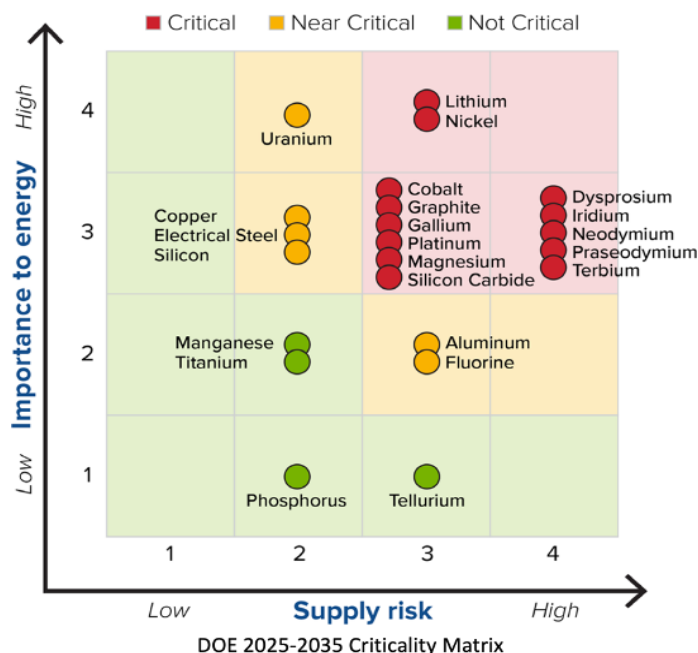 Critical Near Critical Not Critical
High
Importance to energy
Low
4
3
2
1
Uranium
Lithium
Nickel
Copper
Electrical Steel
Silicon
Cobalt
Graphite
Gallium
Platinum
Magnesium
Silicon Carbide
Dysprosium
Iridium
Neodymium
Praseodymium
Terbium
Manganese
Titanium
Aluminum
Fluorine
Phosphorus
Tellurium
1 2 3 4
Low Supply risk High
DOE 2025-2035 Criticality Matrix